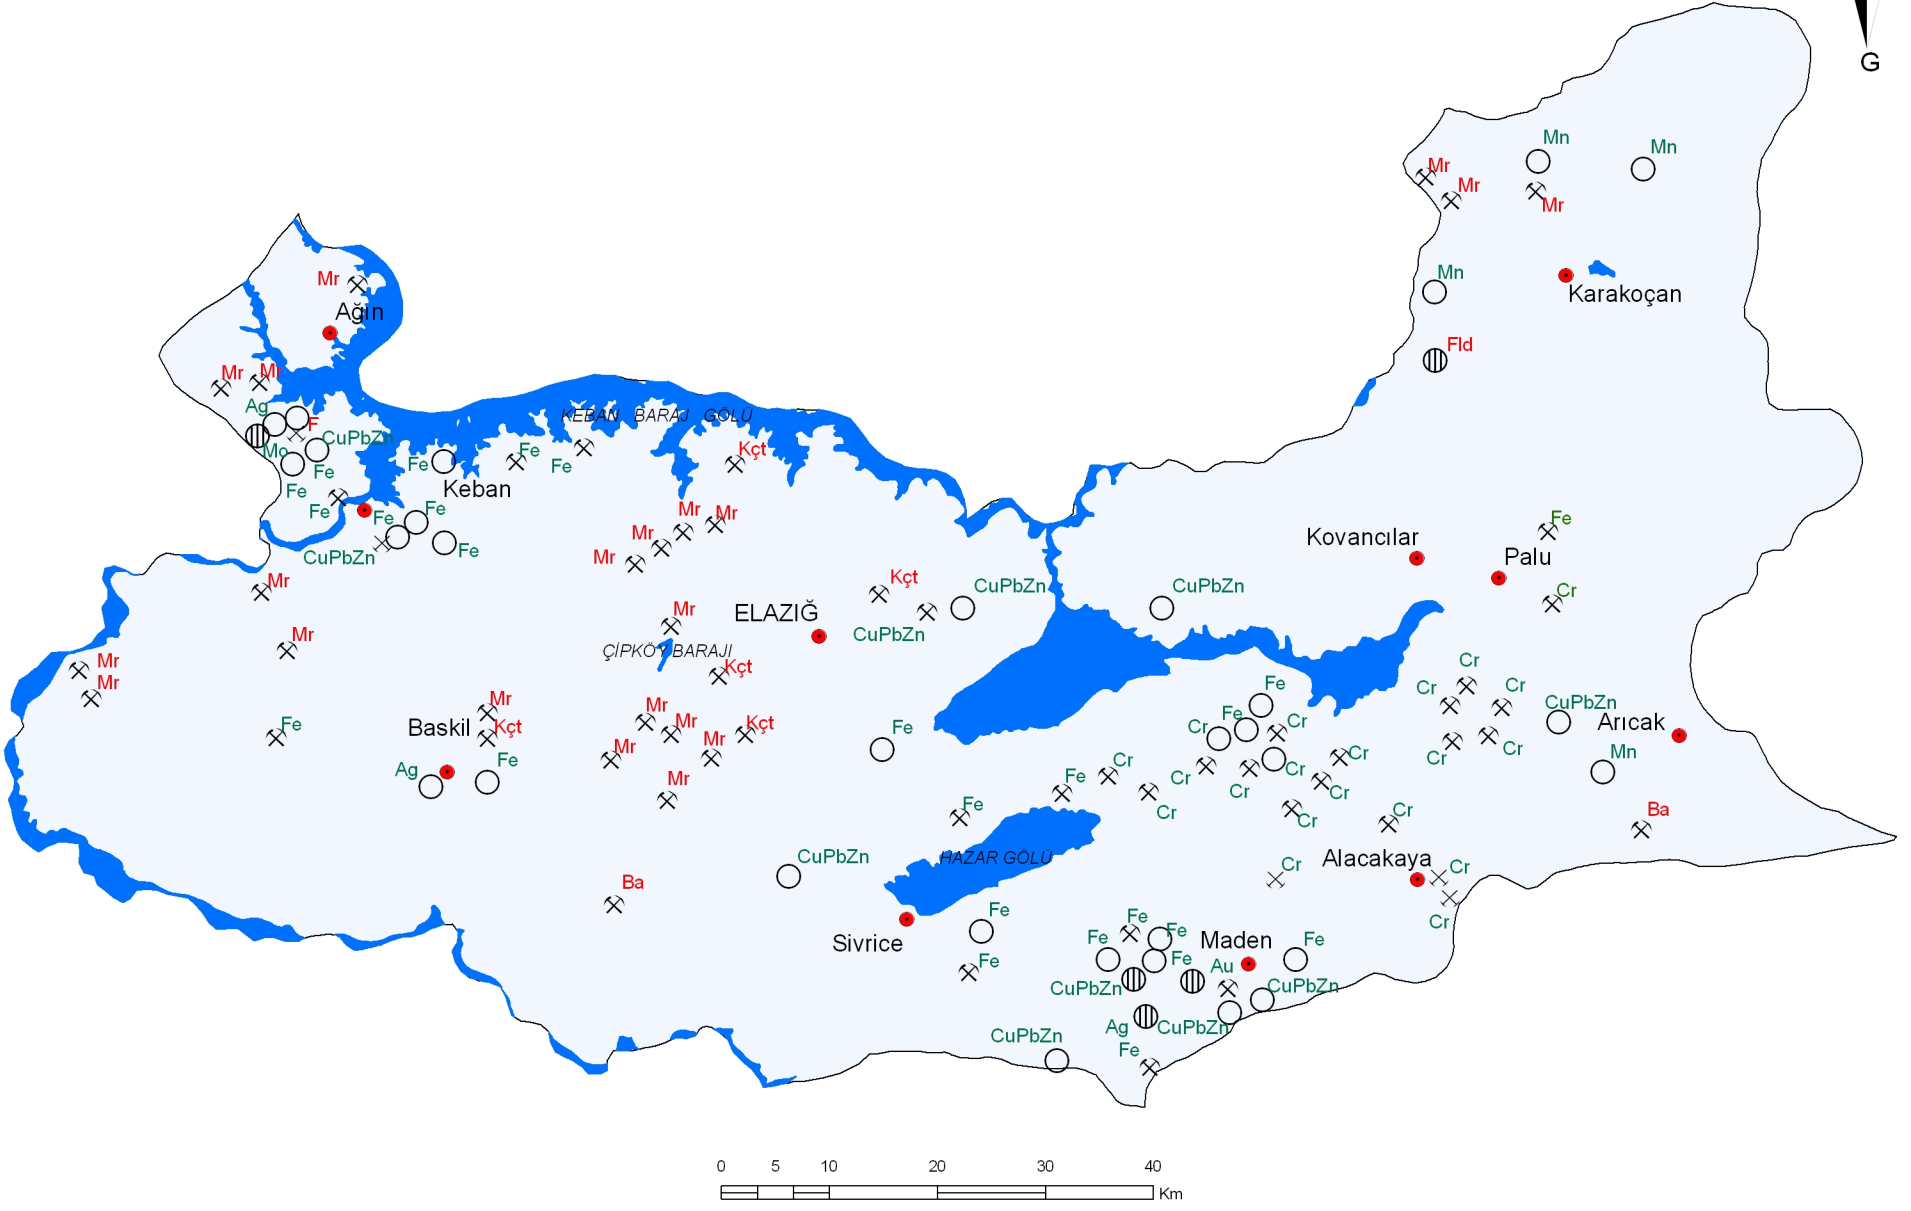 G
Mn
Mn
Mr
Mr
Mr
Mn
Karakoçan
Mr
Ağın
Fld
Mr
Mr
Ag
KEBAN BARAJ GÖLÜ
F
CuPbZn
Mo
Fe
Fe
Fe
Fe
Kçt
Fe
Keban
Fe
Fe
Fe
Mr
Mr
Fe
Mr
Kovancılar
Fe
CuPbZn
Mr
Palu
Mr
Kçt
CuPbZn
CuPbZn
Cr
Mr
ELAZIĞ
CuPbZn
Mr
ÇİPKÖY BARAJI
Mr
Kçt
Cr
Mr
Fe
Cr
Cr
CuPbZn
Mr
Mr
Fe
Cr
Cr
Arıcak
Fe
Baskil
Kçt
Mr
Kçt
Fe
Mr
Mr
Cr
Cr
Mn
Fe
Cr
Cr
Cr
Ag
Mr
Fe
Cr
Cr
Cr
Fe
Cr
Cr
Cr
Ba
HAZAR GÖLÜ
CuPbZn
Alacakaya
Cr
Cr
Ba
Fe
Fe
Cr
Sivrice
Fe
Fe
Maden
Fe
Fe
Fe
Au
CuPbZn
CuPbZn
Ag
CuPbZn
CuPbZn
Fe
0 5 10 20 30 40
Km